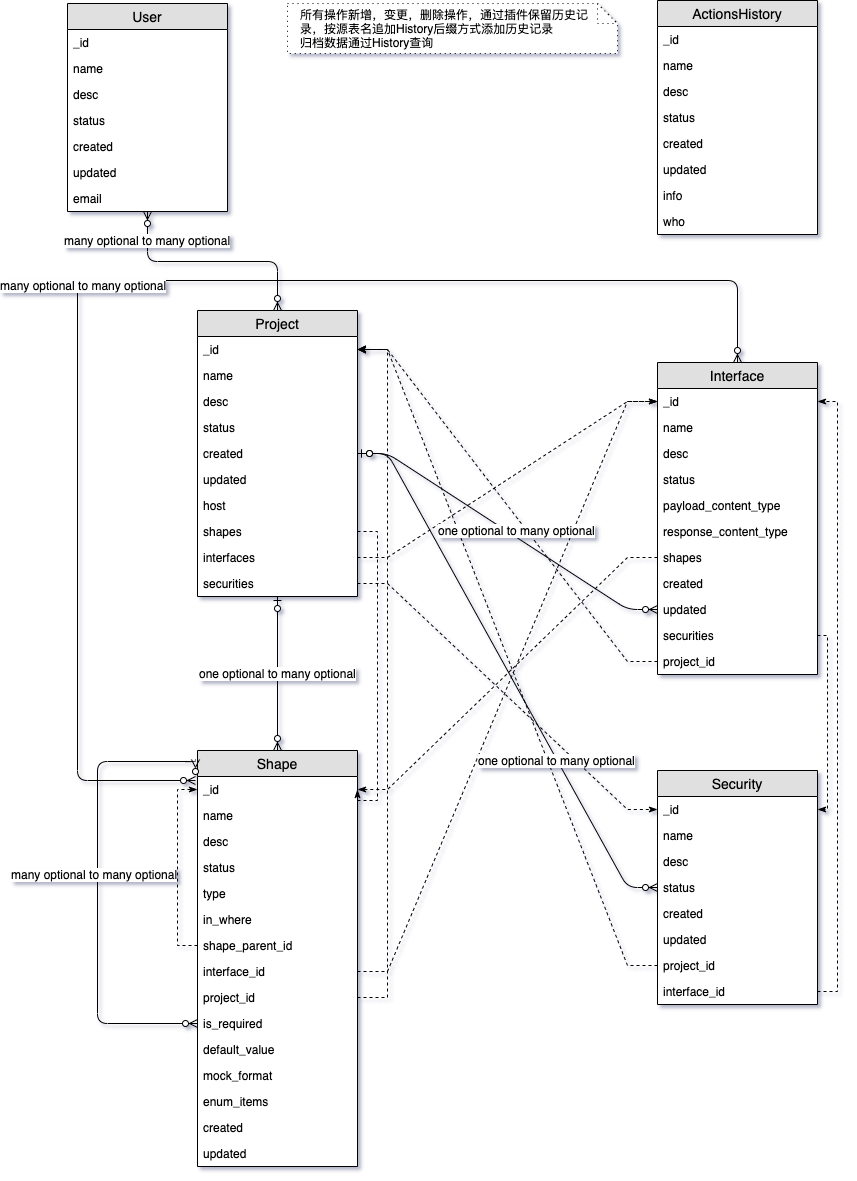 User
_id
name
desc
status
created
updated
email
所有操作新增，变更，删除操作，通过插件保留历史记
录，按源表名追加History后缀方式添加历史记录
归档数据通过History查询
ActionsHistory
_id
name
desc
status
created
updated
info
who
many optional to many optional
many optional to many optional
Project
_id
name
desc
status
created
updated
host
shapes
interfaces
securities
Interface
_id
name
desc
status
payload_content_type
response_content_type
shapes
created
updated
securities
project_id
one optional to many optional
one optional to many optional
one optional to many optional
Shape
_id
name
desc
status
type
in_where
shape_parent_id
interface_id
project_id
is_required
default_value
mock_format
enum_items
created
updated
many optional to many optional
Security
_id
name
desc
status
created
updated
project_id
interface_id